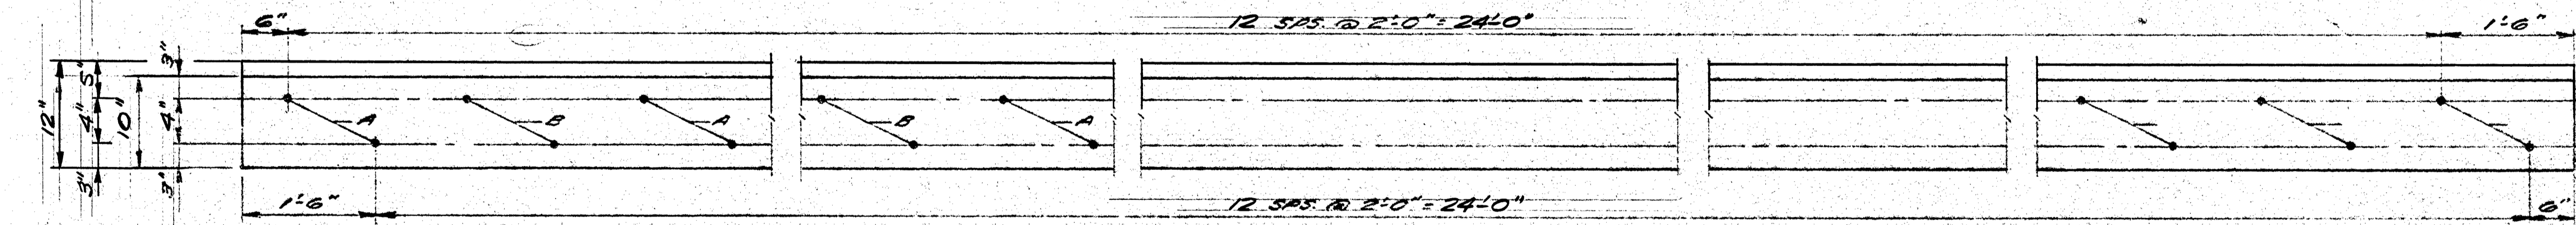 6" 12 SPS. @ 2'-0" = 24'-0" 1'-6"
12" 5" 4" 3" 10" 3" 4" 3"
A B A B A
1'-6" 12 SPS. @ 2'-0" = 24'-0" 6"